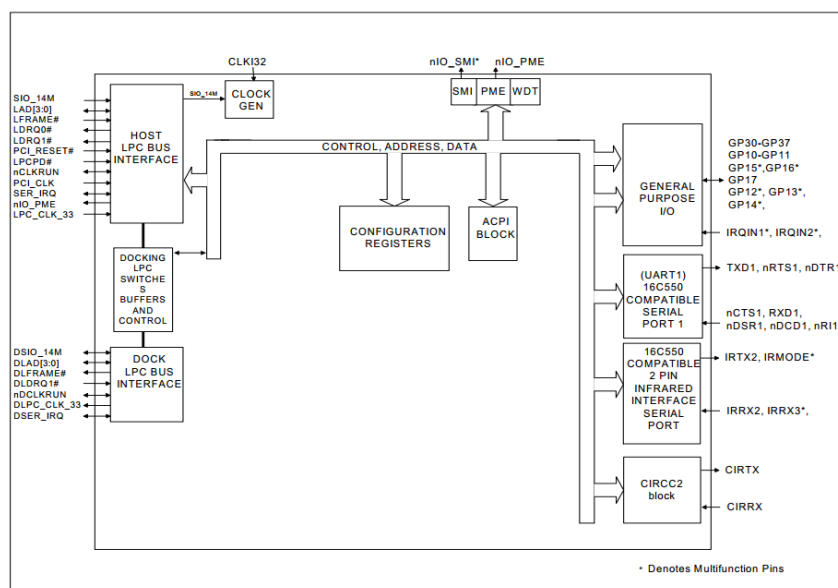 CLKI32
nIO_SMI*
nIO_PME
SMI
PME
WDT
SIO_14M
CLOCK
GEN
SIO_14M
LAD[3:0]
LFRAME#
LDRQ0#
LDRQ1#
PCI_RESET#
LPCPD#
nCLKRUN
PCI_CLK
SER_IRQ
nIO_PME
LPC_CLK_33
HOST
LPC BUS
INTERFACE
CONTROL, ADDRESS, DATA
CONFIGURATION
REGISTERS
ACPI
BLOCK
GENERAL
PURPOSE
I/O
GP30-GP37
GP10-GP11
GP15*,GP16*
GP17
GP12*, GP13*,
GP14*,
IRQIN1*, IRQIN2*,
DOCKING
LPC
SWITCHE
S
BUFFERS
AND
CONTROL
(UART1)
16C550
COMPATIBLE
SERIAL
PORT 1
TXD1, nRTS1, nDTR1
nCTS1, RXD1,
nDSR1, nDCD1, nRI1
DSIO_14M
DLAD[3:0]
DLFRAME#
DLDRQ1#
nDCLKRUN
DLPC_CLK_33
DSER_IRQ
DOCK
LPC BUS
INTERFACE
16C550
COMPATIBLE
2 PIN
INFRARED
INTERFACE
SERIAL
PORT
IRTX2, IRMODE*
IRRX2, IRRX3*,
CIRCC2
block
CIRTX
CIRRX
* Denotes Multifunction Pins